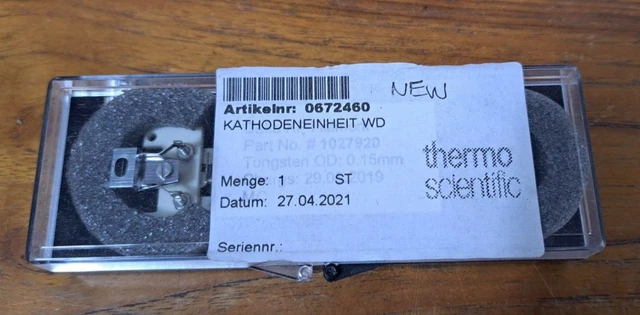 NEW
Artikelnr: 0672460
KATHODENEINHEIT WD
Part No. # 1027920
Tungsten OD: 0.15mm
Menge: 1 ST
Datum: 27.04.2021
thermo
scientific
Seriennr.: